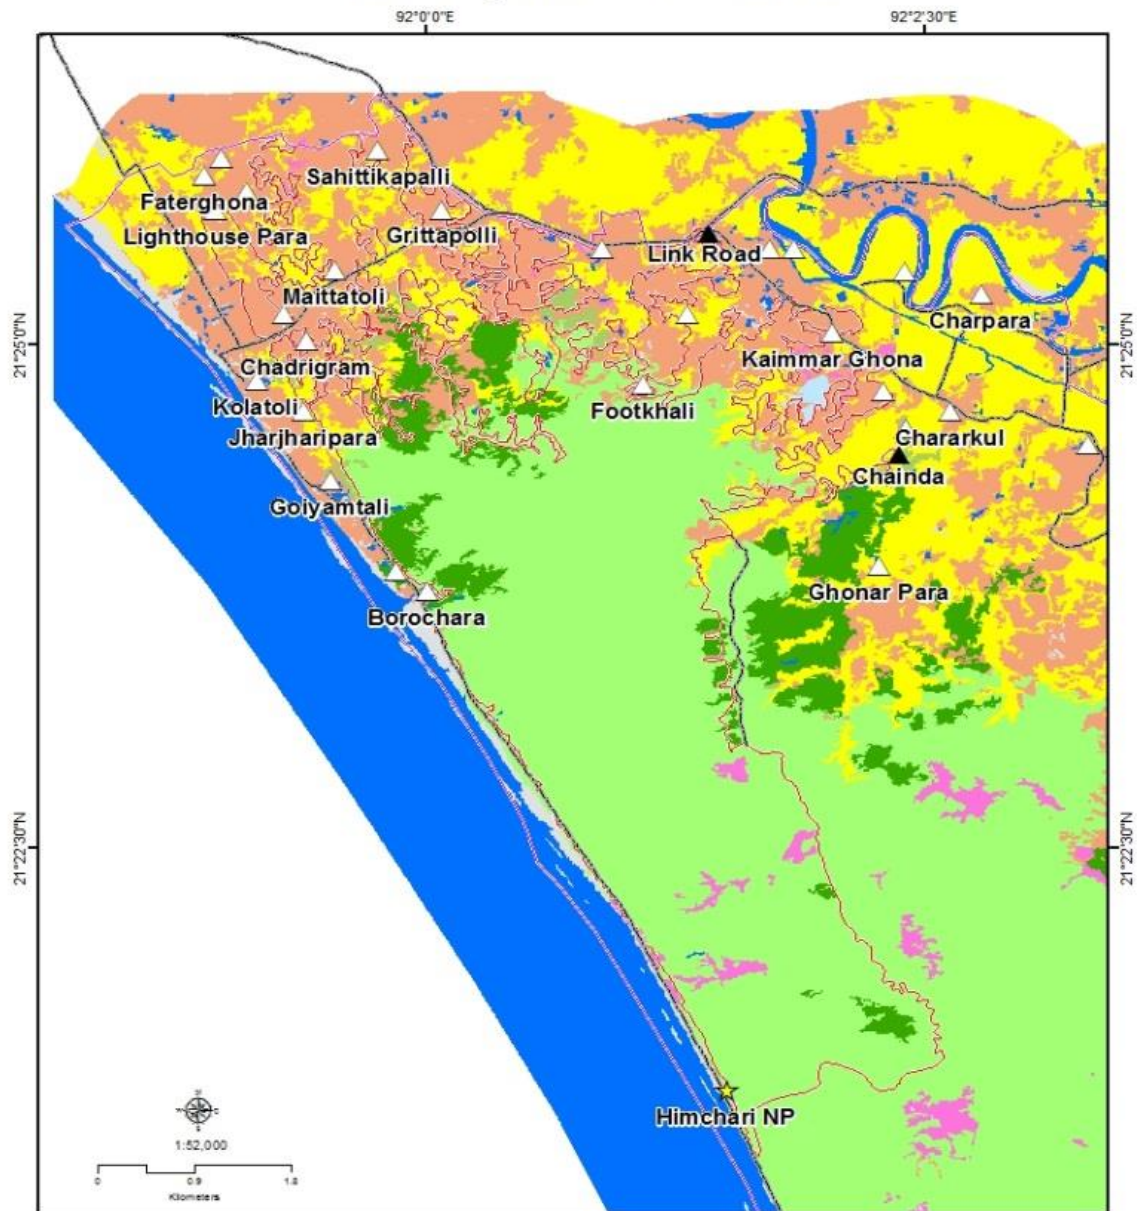 92°0'0"E
92°2'30"E
Sahittikapalli
Faterghona
Lighthouse Para
Grittapolli
Link Road
Maittatoli
Charpara
21°25'0"N
21°25'0"N
Kaimmar Ghona
Chadrigram
Kolatoli
Footkhali
Jharjharipara
Chararkul
Chainda
Goiyamtali
Ghonar Para
Borochara
21°22'30"N
21°22'30"N
Himchari NP
1:52,000
0 0.9 1.8
Kilometers